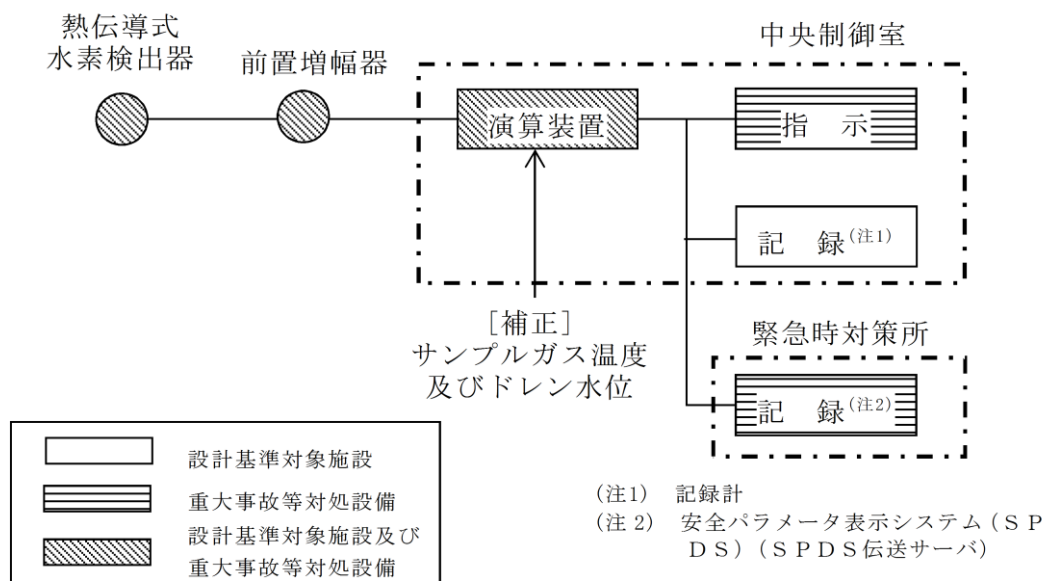 熱伝導式
水素検出器
前置増幅器
中央制御室
演算装置
指 示
記 録(注1)
[補正]
サンプルガス温度
及びドレン水位
緊急時対策所
記 録(注2)
設計基準対象施設
重大事故等対処設備
設計基準対象施設及び
重大事故等対処設備
(注1) 記録計
(注2) 安全パラメータ表示システム(ＳＰ
ＤＳ)(ＳＰＤＳ伝送サーバ)